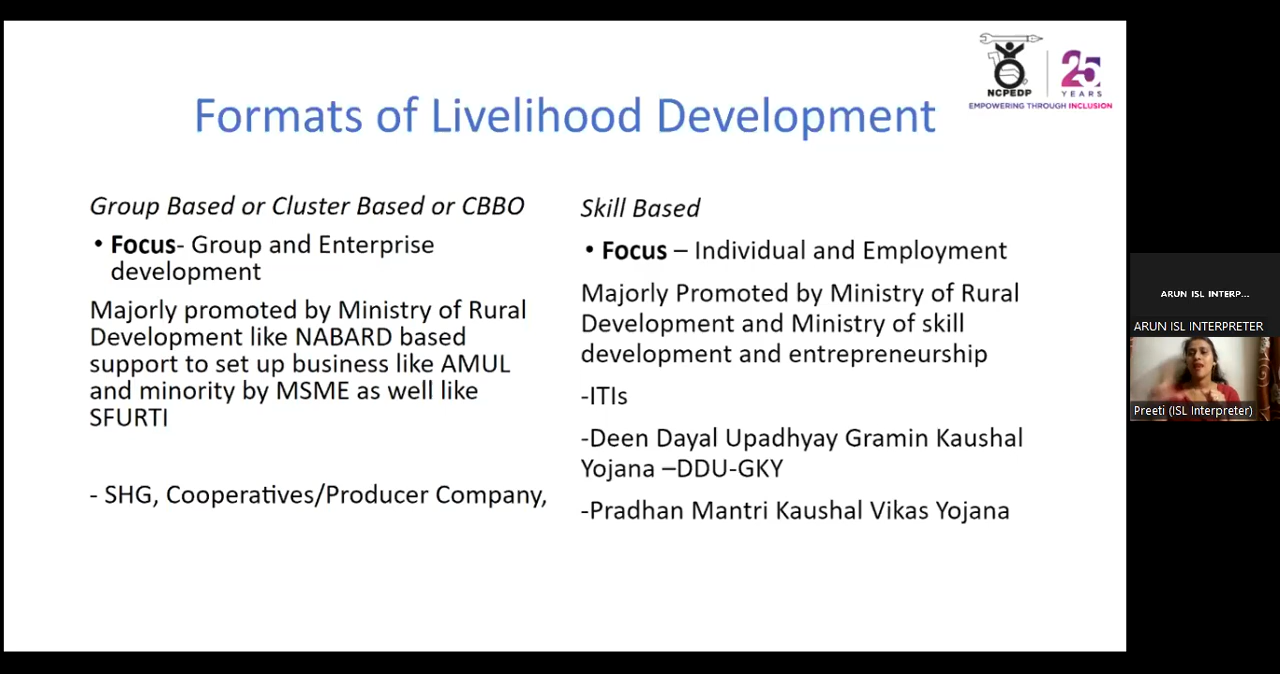 NCPEDP
25
YEARS
EMPOWERING THROUGH INCLUSION
Formats of Livelihood Development
Group Based or Cluster Based or CBBO
• Focus- Group and Enterprise
development
Majorly promoted by Ministry of Rural
Development like NABARD based
support to set up business like AMUL
and minority by MSME as well like
SFURTI
- SHG, Cooperatives/Producer Company,
Skill Based
• Focus – Individual and Employment
Majorly Promoted by Ministry of Rural
Development and Ministry of skill
development and entrepreneurship
-ITIs
-Deen Dayal Upadhyay Gramin Kaushal
Yojana –DDU-GKY
-Pradhan Mantri Kaushal Vikas Yojana
ARUN ISL INTERP...
ARUN ISL INTERPRETER
Preeti (ISL Interpreter)